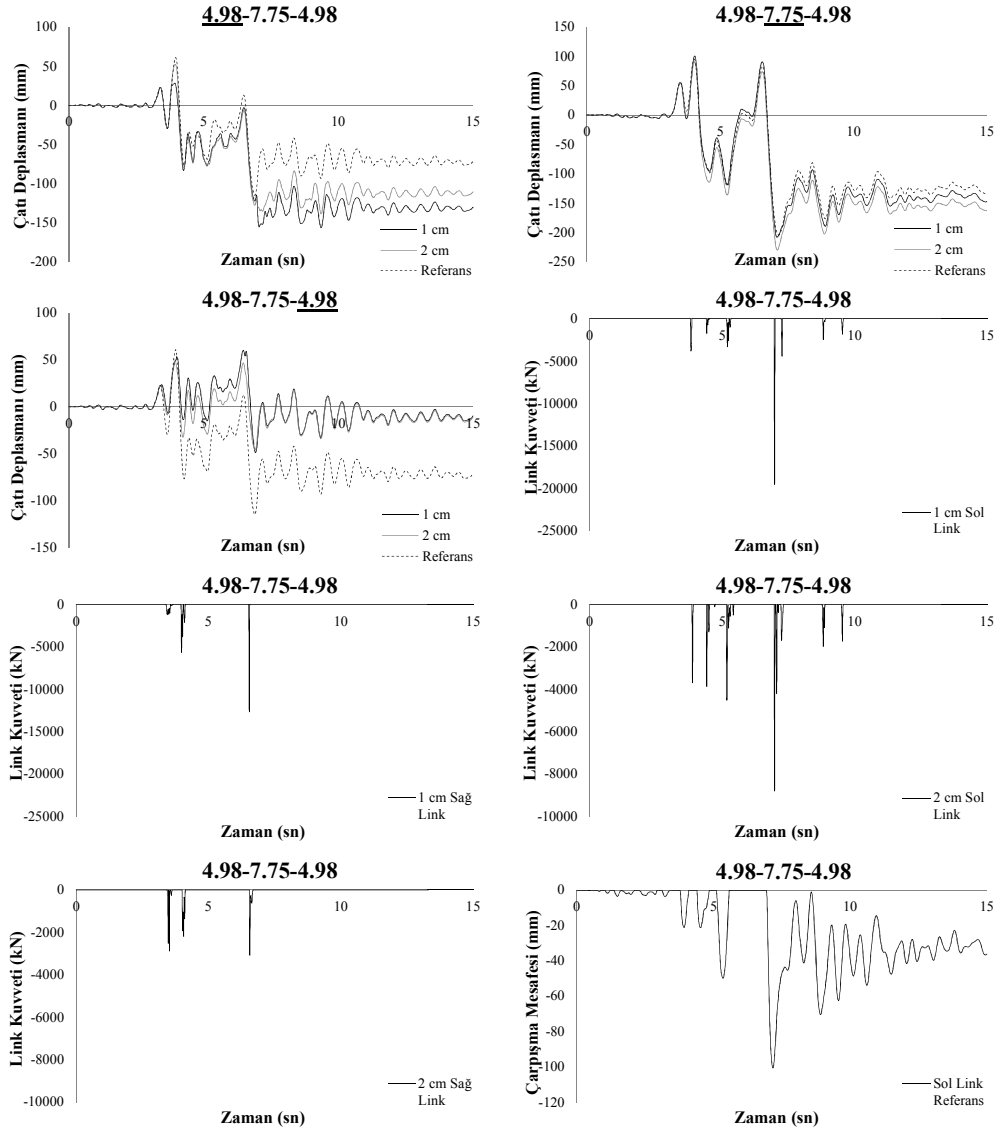 4.98-7.75-4.98
100
50
0
-50
-100
-150
-200
0
5
10
15
Çatı Deplasmanı (mm)
Zaman (sn)
1 cm
2 cm
Referans
4.98-7.75-4.98
150
100
50
0
-50
-100
-150
-200
-250
0
5
10
15
Çatı Deplasmanı (mm)
Zaman (sn)
1 cm
2 cm
Referans
4.98-7.75-4.98
100
50
0
-50
-100
-150
0
5
10
15
Çatı Deplasmanı (mm)
Zaman (sn)
1 cm
2 cm
Referans
4.98-7.75-4.98
0
-5000
-10000
-15000
-20000
-25000
0
5
10
15
Link Kuvveti (kN)
Zaman (sn)
1 cm Sol
Link
4.98-7.75-4.98
0
-5000
-10000
-15000
-20000
-25000
0
5
10
15
Link Kuvveti (kN)
Zaman (sn)
1 cm Sağ
Link
4.98-7.75-4.98
0
-2000
-4000
-6000
-8000
-10000
0
5
10
15
Link Kuvveti (kN)
Zaman (sn)
2 cm Sol
Link
4.98-7.75-4.98
0
-2000
-4000
-6000
-8000
-10000
0
5
10
15
Link Kuvveti (kN)
Zaman (sn)
2 cm Sağ
Link
4.98-7.75-4.98
0
-20
-40
-60
-80
-100
-120
0
5
10
15
Çarpışma Mesafesi (mm)
Zaman (sn)
Sol Link
Referans